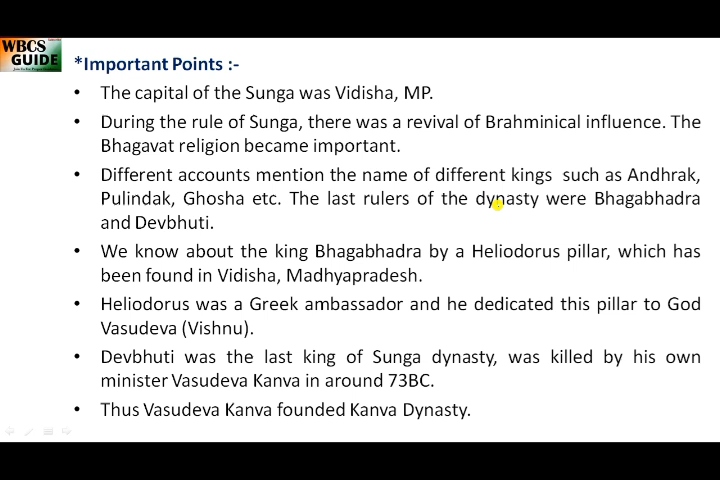 WBCS
GUIDE
*Important Points :-
• The capital of the Sunga was Vidisha, MP.
• During the rule of Sunga, there was a revival of Brahminical influence. The
Bhagavat religion became important.
• Different accounts mention the name of different kings such as Andhrak,
Pulindak, Ghosha etc. The last rulers of the dynasty were Bhagabhadra
and Devbhuti.
• We know about the king Bhagabhadra by a Heliodorus pillar, which has
been found in Vidisha, Madhyapradesh.
• Heliodorus was a Greek ambassador and he dedicated this pillar to God
Vasudeva (Vishnu).
• Devbhuti was the last king of Sunga dynasty, was killed by his own
minister Vasudeva Kanva in around 73BC.
• Thus Vasudeva Kanva founded Kanva Dynasty.